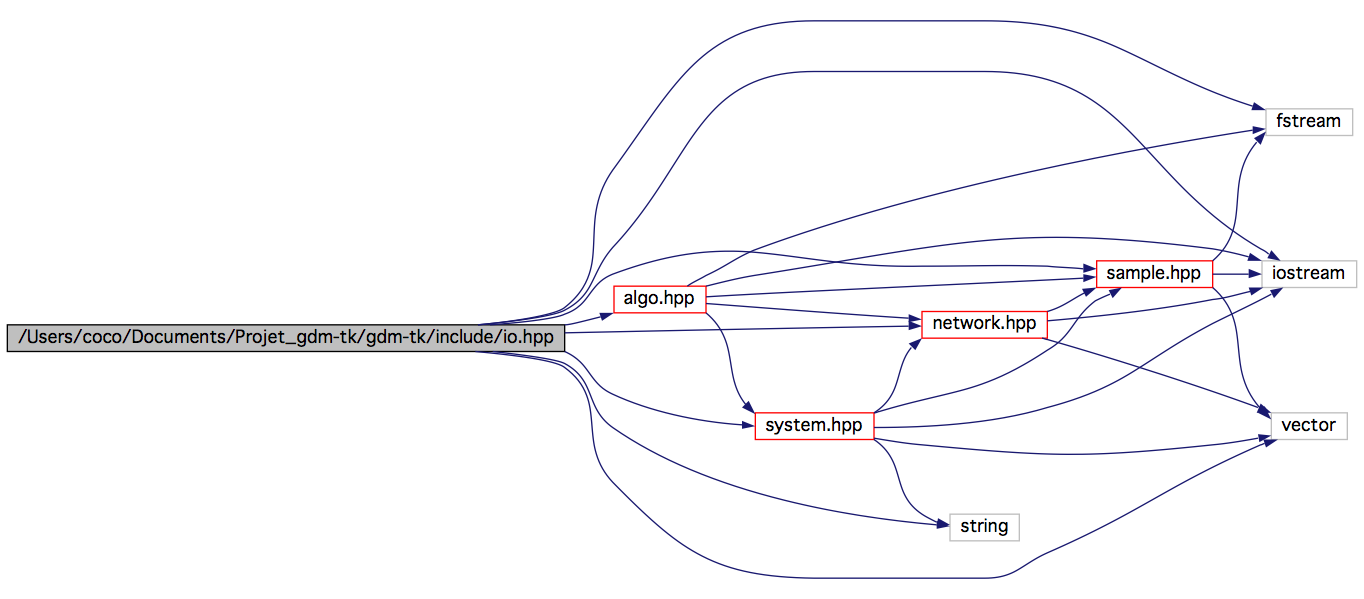 fstream
sample.hpp
iostream
algo.hpp
network.hpp
/Users/coco/Documents/Projet_gdm-tk/gdm-tk/include/io.hpp
system.hpp
vector
string